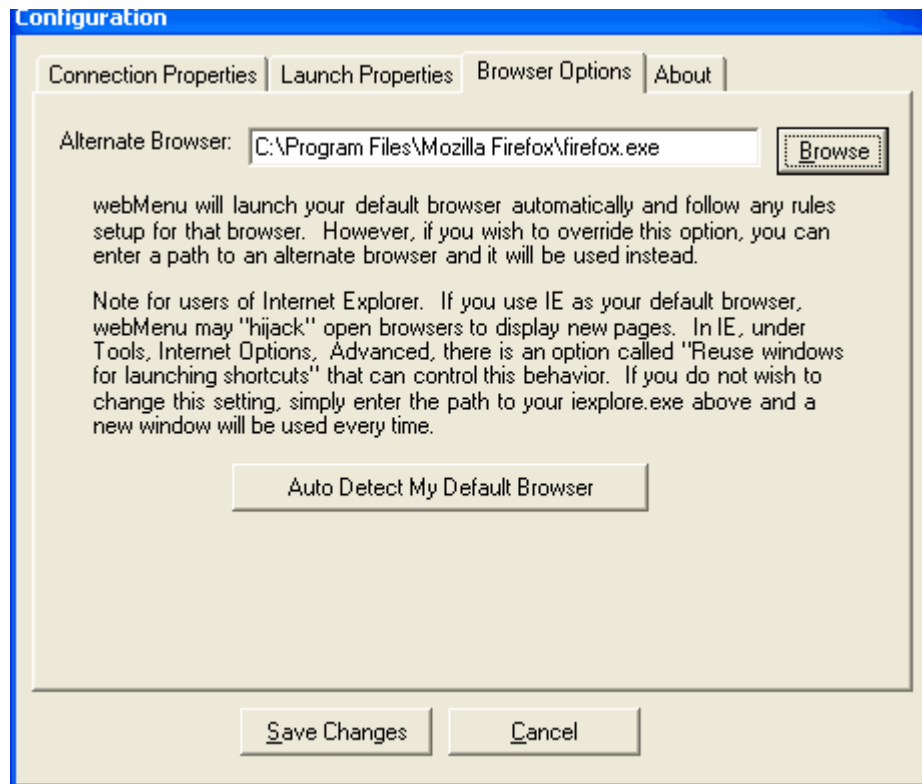 Configuration
Connection Properties
Launch Properties
Browser Options
About
Alternate Browser:
C:\Program Files\Mozilla Firefox\firefox.exe
Browse
webMenu will launch your default browser automatically and follow any rules
setup for that browser.  However, if you wish to override this option, you can
enter a path to an alternate browser and it will be used instead.
Note for users of Internet Explorer.  If you use IE as your default browser,
webMenu may "hijack" open browsers to display new pages.  In IE, under
Tools, Internet Options,  Advanced, there is an option called "Reuse windows
for launching shortcuts" that can control this behavior.  If you do not wish to
change this setting, simply enter the path to your iexplore.exe above and a
new window will be used every time.
Auto Detect My Default Browser
Save Changes
Cancel